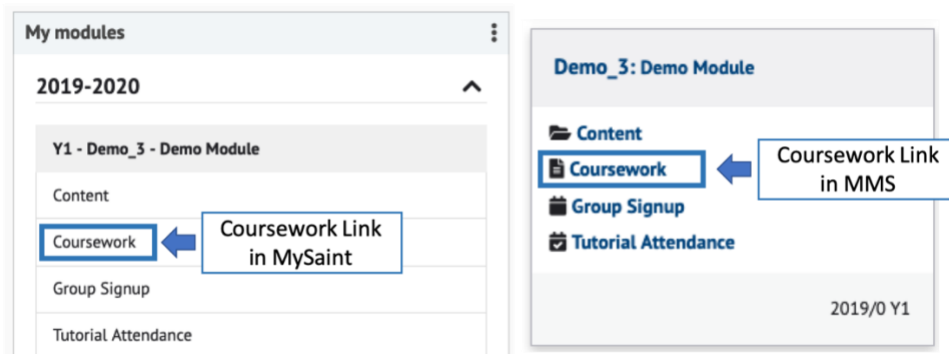 My modules
2019-2020
Y1 - Demo_3 - Demo Module
Content
Coursework
Coursework Link
in MySaint
Group Signup
Tutorial Attendance
Demo_3: Demo Module
Content
Coursework
Coursework Link
in MMS
Group Signup
Tutorial Attendance
2019/0 Y1